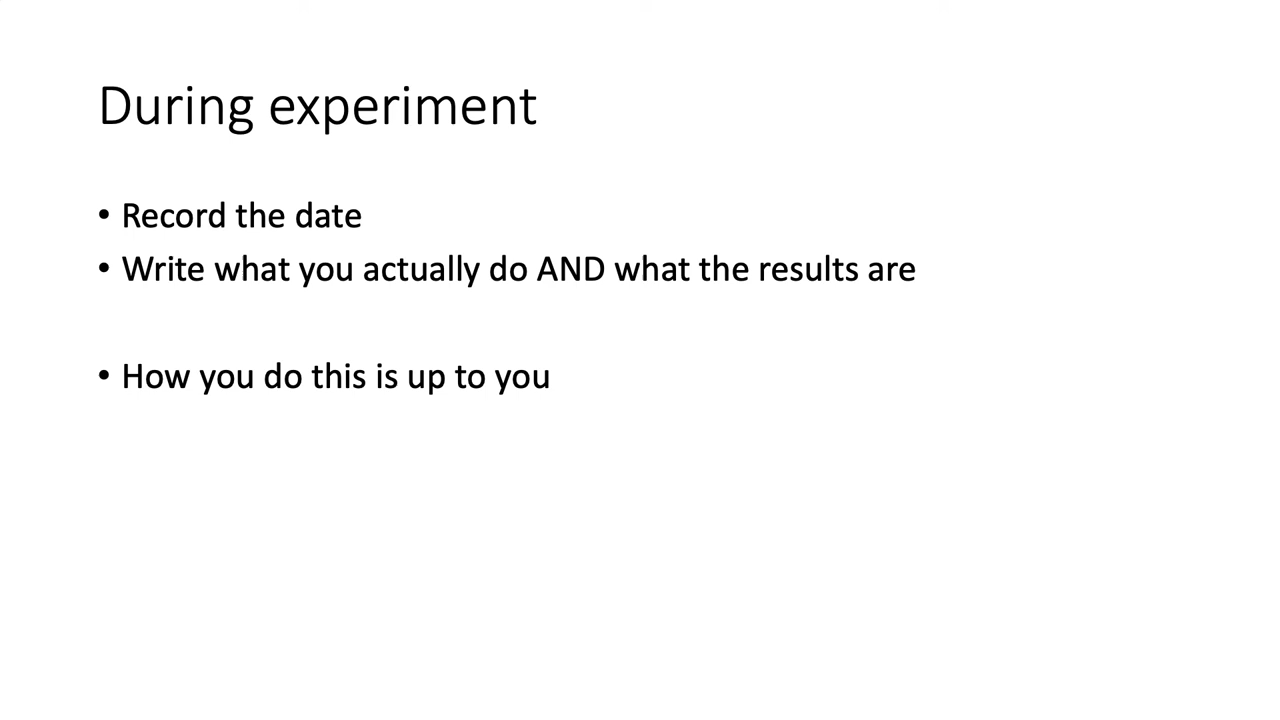 During experiment
• Record the date
• Write what you actually do AND what the results are
• How you do this is up to you